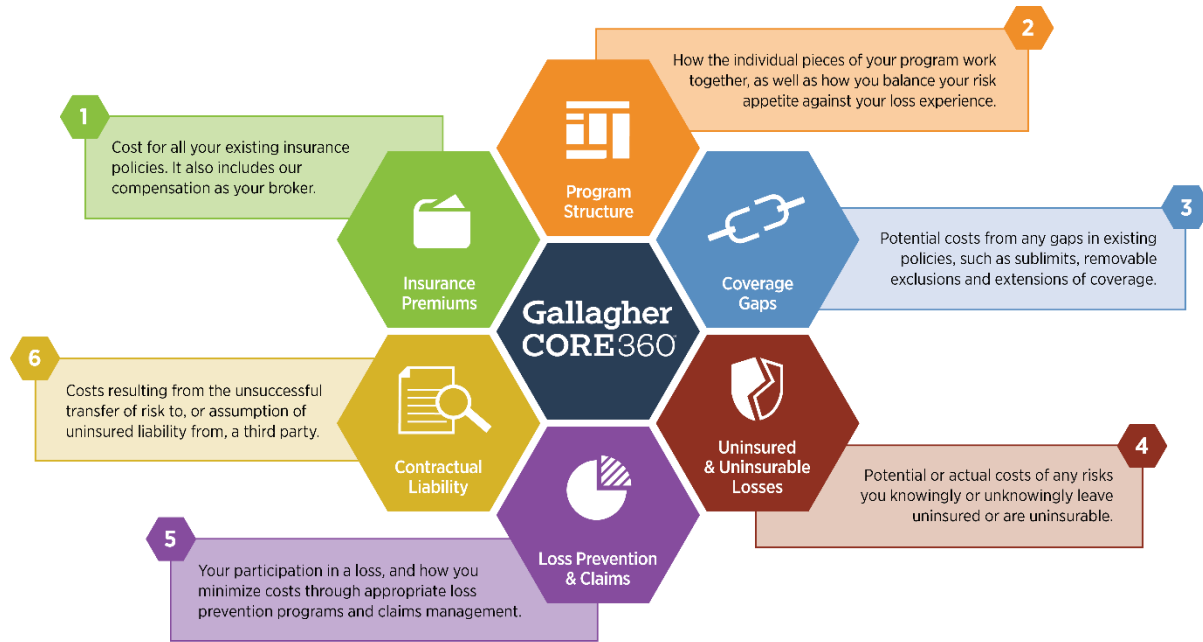 1
Cost for all your existing insurance
policies. It also includes our
compensation as your broker.
Insurance
Premiums
2
How the individual pieces of your program work
together, as well as how you balance your risk
appetite against your loss experience.
Program
Structure
3
Potential costs from any gaps in existing
policies, such as sublimits, removable
exclusions and extensions of coverage.
Coverage
Gaps
Gallagher
CORE360
4
Potential or actual costs of any risks
you knowingly or unknowingly leave
uninsured or are uninsurable.
Uninsured
& Uninsurable
Losses
5
Your participation in a loss, and how you
minimize costs through appropriate loss
prevention programs and claims management.
Loss Prevention
& Claims
6
Costs resulting from the unsuccessful
transfer of risk to, or assumption of
uninsured liability from, a third party.
Contractual
Liability